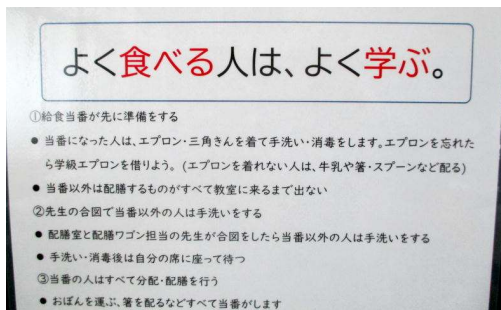 よく食べる人は、よく学ぶ。
①給食当番が先に準備をする
● 当番になった人は、エプロン・三角きんを着て手洗い・消毒をします。エプロンを忘れた
ら学級エプロンを借りよう。(エプロンを着れない人は、牛乳や箸・スプーンなど配る)
● 当番以外は配膳するものがすべて教室に来るまで出ない
②先生の合図で当番以外の人は手洗いをする
● 配膳室と配膳ワゴン担当の先生が合図をしたら当番以外の人は手洗いをする
● 手洗い・消毒後は自分の席に座って待つ
③当番の人はすべて分配・配膳を行う
● おぼんを運ぶ、箸を配るなどすべて当番がします